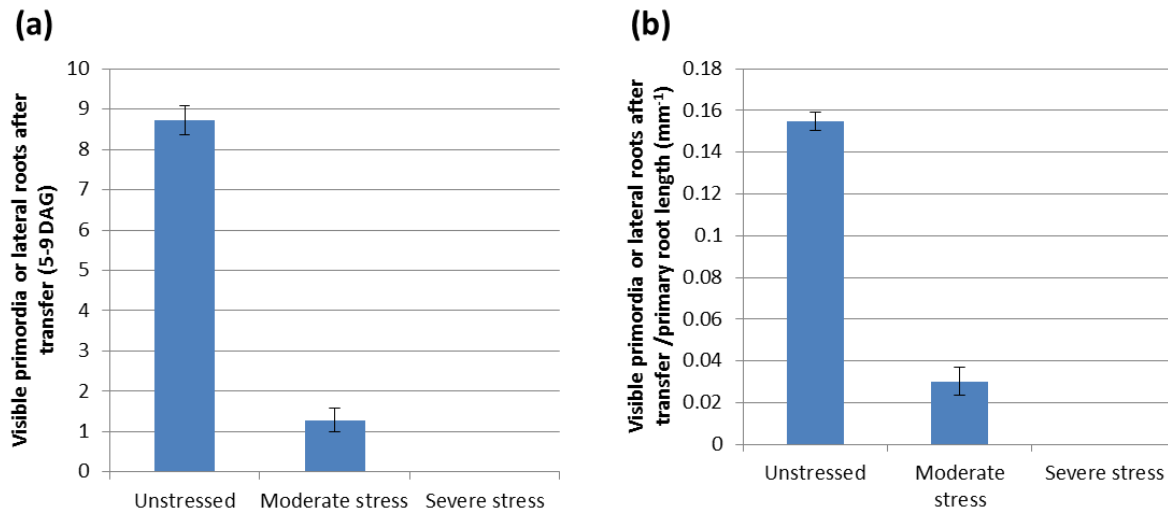 (a)
Visible primordia or lateral roots after
transfer (5-9DAG)
10
9
8
7
6
5
4
3
2
1
0
Unstressed
Moderate stress
Severe stress
(b)
Visible primordia or lateral roots after
transfer /primary root length (mm-1)
0.18
0.16
0.14
0.12
0.1
0.08
0.06
0.04
0.02
0
Unstressed
Moderate
stress
Severe stress